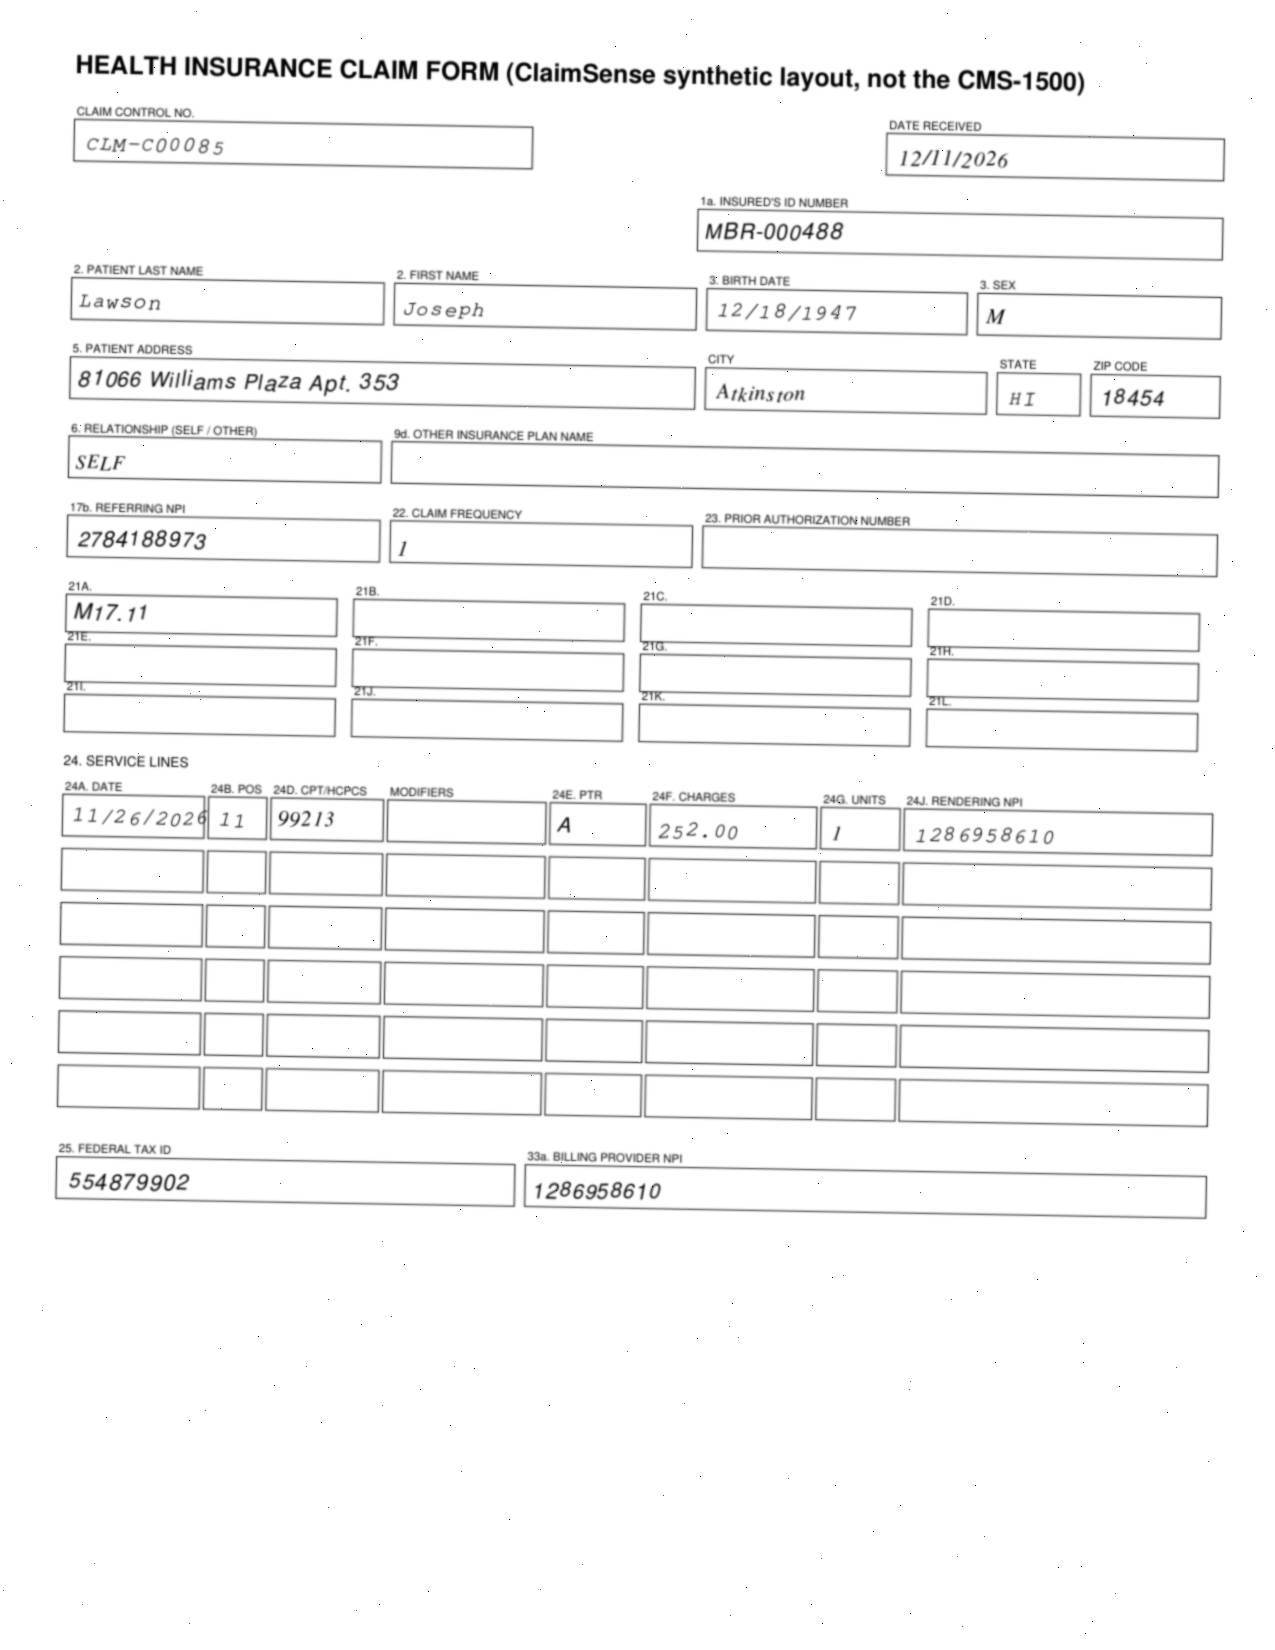 HEALTH INSURANCE CLAIM FORM (ClaimSense synthetic layout, not the CMS-1500)
CLAIM CONTROL NO.
CLM-C00085
DATE RECEIVED
12/11/2026
1a. INSURED'S ID NUMBER
MBR-000488
2. PATIENT LAST NAME
Lawson
2. FIRST NAME
Joseph
3. BIRTH DATE
12/18/1947
3. SEX
M
5. PATIENT ADDRESS
81066 Williams Plaza Apt. 353
CITY
Atkinston
STATE
HI
ZIP CODE
18454
6. RELATIONSHIP (SELF / OTHER)
SELF
9d. OTHER INSURANCE PLAN NAME
17b. REFERRING NPI
2784188973
22. CLAIM FREQUENCY
1
23. PRIOR AUTHORIZATION NUMBER
21A.
M17.11
21B.
21C.
21D.
21E.
21F.
21G.
21H.
21I.
21J.
21K.
21L.
24. SERVICE LINES
24A. DATE 24B. POS 24D. CPT/HCPCS MODIFIERS 24E. PTR 24F. CHARGES 24G. UNITS 24J. RENDERING NPI
11/26/2026 11 99213 A 252.00 1 1286958610
25. FEDERAL TAX ID
554879902
33a. BILLING PROVIDER NPI
1286958610